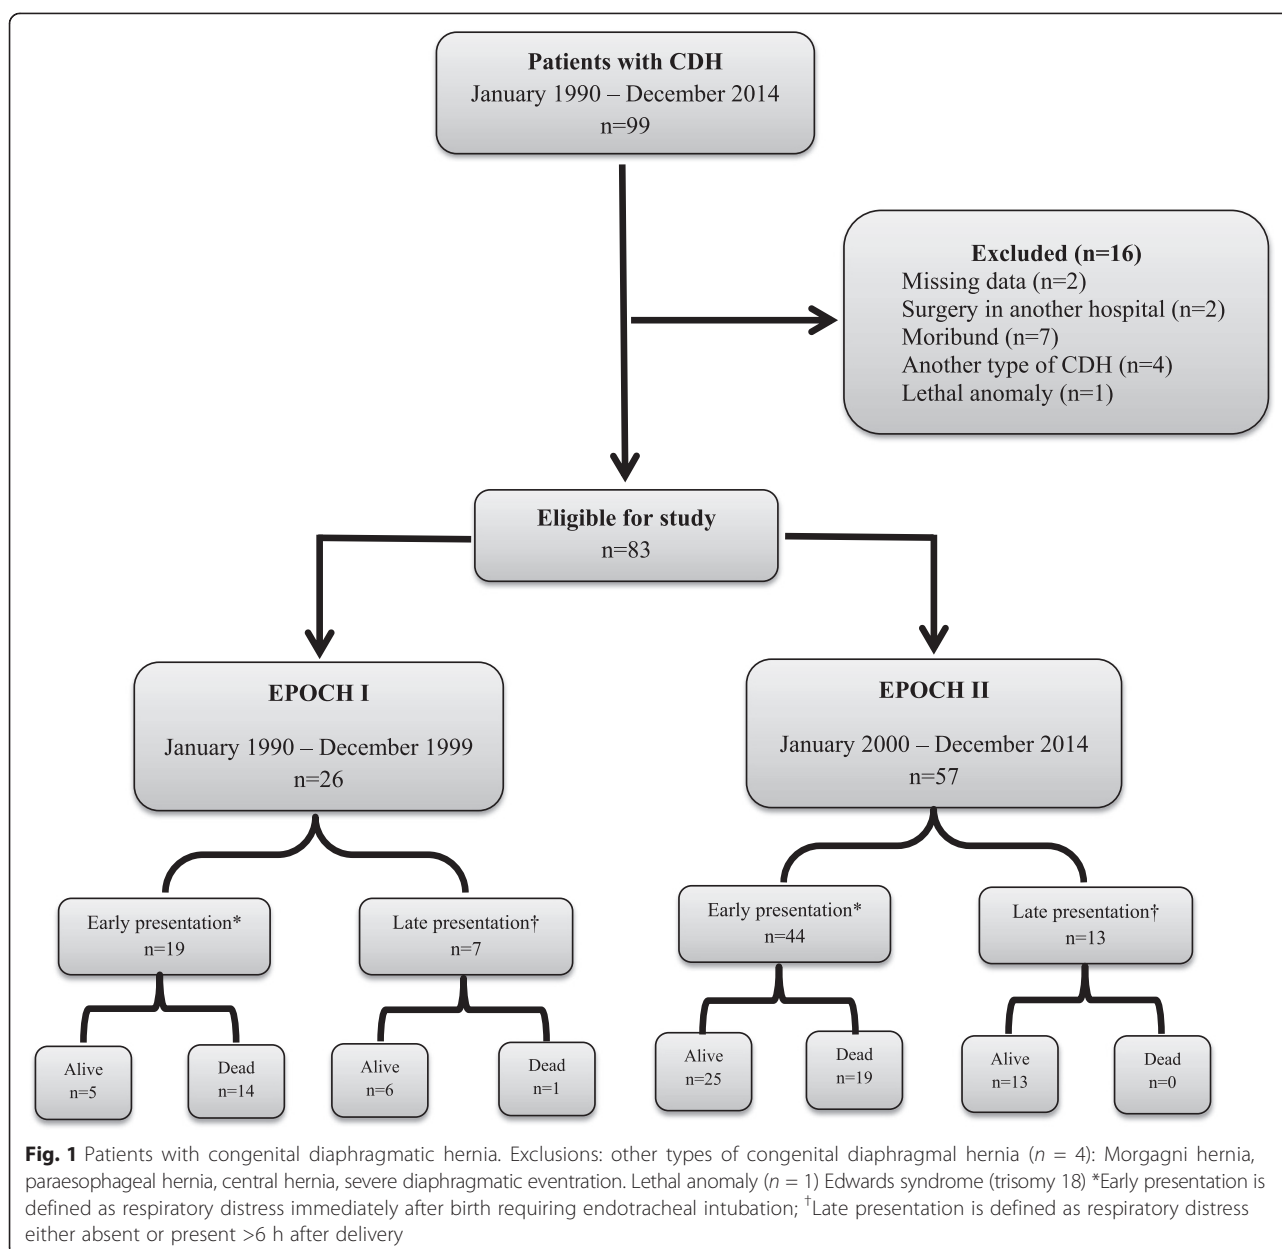 Patients with CDH
January 1990 – December 2014
n=99
Excluded (n=16)
Missing data (n=2)
Surgery in another hospital (n=2)
Moribund (n=7)
Another type of CDH (n=4)
Lethal anomaly (n=1)
Eligible for study
n=83
EPOCH I
January 1990 – December 1999
n=26
EPOCH II
January 2000 – December 2014
n=57
Early presentation*
n=19
Late presentation†
n=7
Early presentation*
n=44
Late presentation†
n=13
Alive
n=5
Dead
n=14
Alive
n=6
Dead
n=1
Alive
n=25
Dead
n=19
Alive
n=13
Dead
n=0
Fig. 1 Patients with congenital diaphragmatic hernia. Exclusions: other types of congenital diaphragmal hernia (n = 4): Morgagni hernia,
paraesophageal hernia, central hernia, severe diaphragmatic eventration. Lethal anomaly (n = 1) Edwards syndrome (trisomy 18) *Early presentation is
defined as respiratory distress immediately after birth requiring endotracheal intubation; †Late presentation is defined as respiratory distress
either absent or present >6 h after delivery